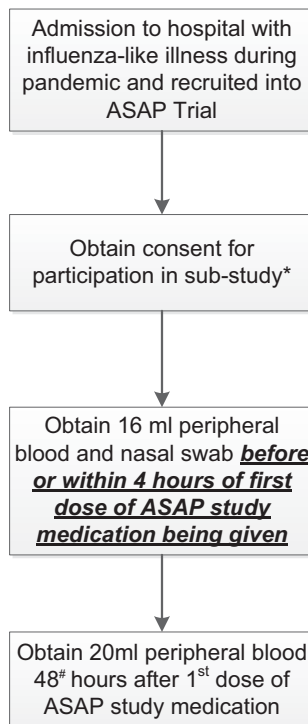 Admission to hospital with
influenza-like illness during
pandemic and recruited into
ASAP Trial
Obtain consent for
participation in sub-study*
Obtain 16 ml peripheral
blood and nasal swab before
or within 4 hours of first
dose of ASAP study
medication being given
Obtain 20ml peripheral blood
48# hours after 1st dose of
ASAP study medication